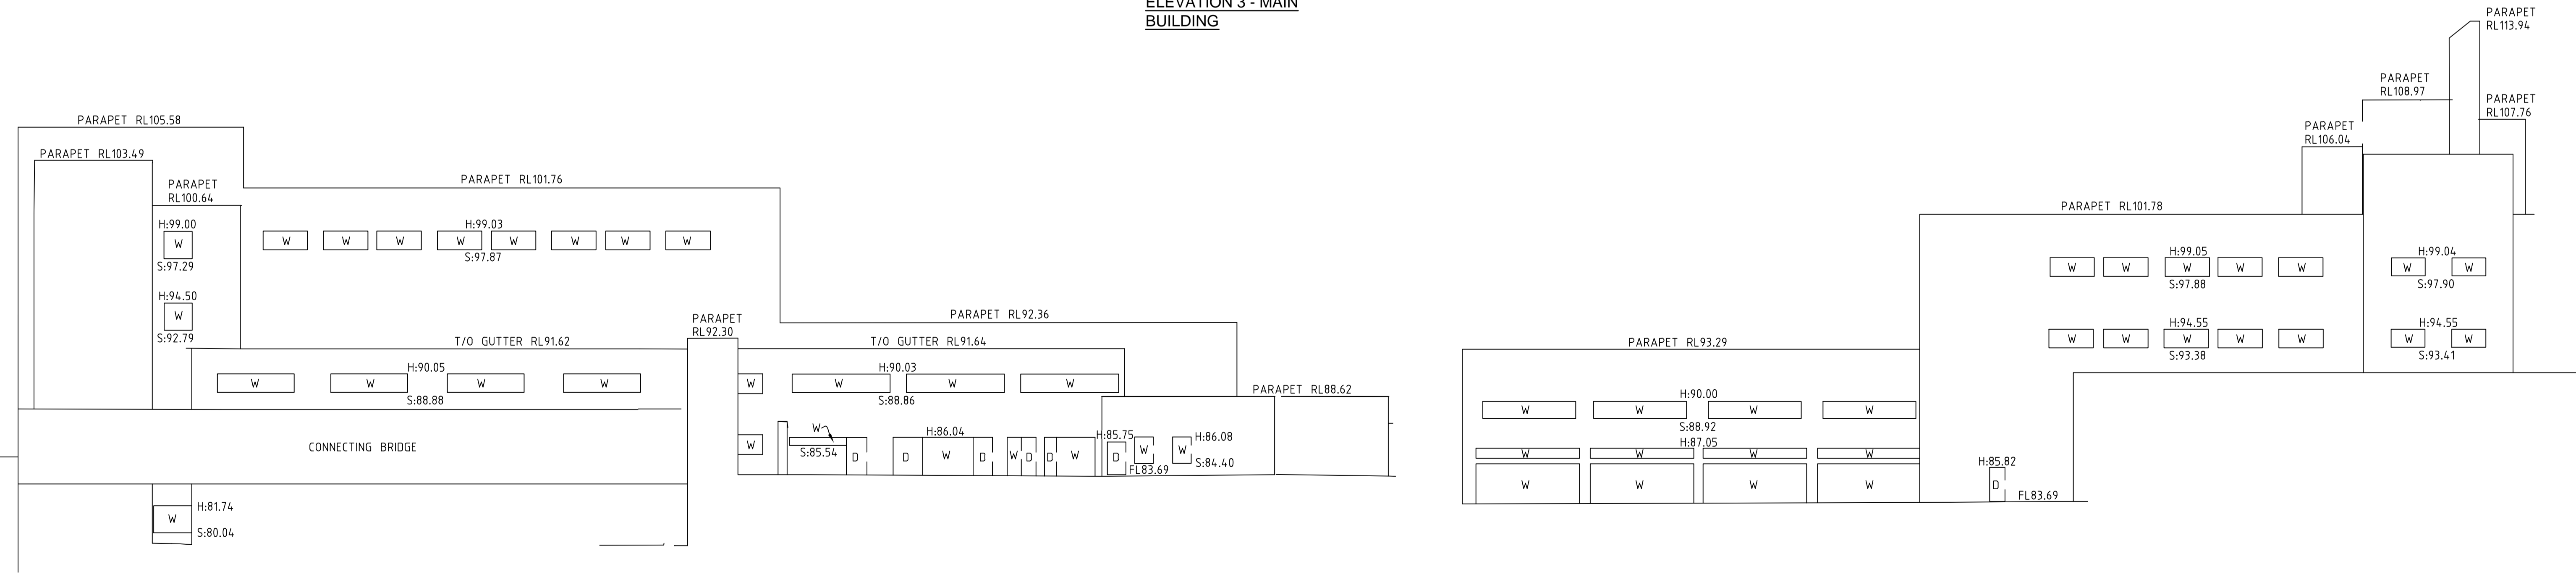 ELEVATION 3 - MAIN
BUILDING
PARAPET RL105.58
PARAPET RL103.49
PARAPET
RL100.64
H:99.00
W
S:97.29
H:94.50
W
S:92.79
PARAPET RL101.76
H:99.03
W W W W W W W W
S:97.87
T/O GUTTER RL91.62
H:90.05
W W W W
S:88.88
CONNECTING BRIDGE
H:81.74
W
S:80.04
PARAPET
RL92.30
W
W
PARAPET RL92.36
T/O GUTTER RL91.64
H:90.03
W W W
S:88.86
W
S:85.54
D
H:86.04
D W D W D D W
PARAPET RL88.62
H:85.75
D
FL83.69
W
W
H:86.08
S:84.40
PARAPET RL93.29
H:90.00
W W W W
S:88.92
H:87.05
W W W W
W W W W
PARAPET RL101.78
H:99.05
W W W W W
S:97.88
H:94.55
W W W W W
S:93.38
H:85.82
D
FL83.69
PARAPET
RL106.04
PARAPET
RL108.97
PARAPET
RL113.94
PARAPET
RL107.76
H:99.04
W W
S:97.90
H:94.55
W W
S:93.41